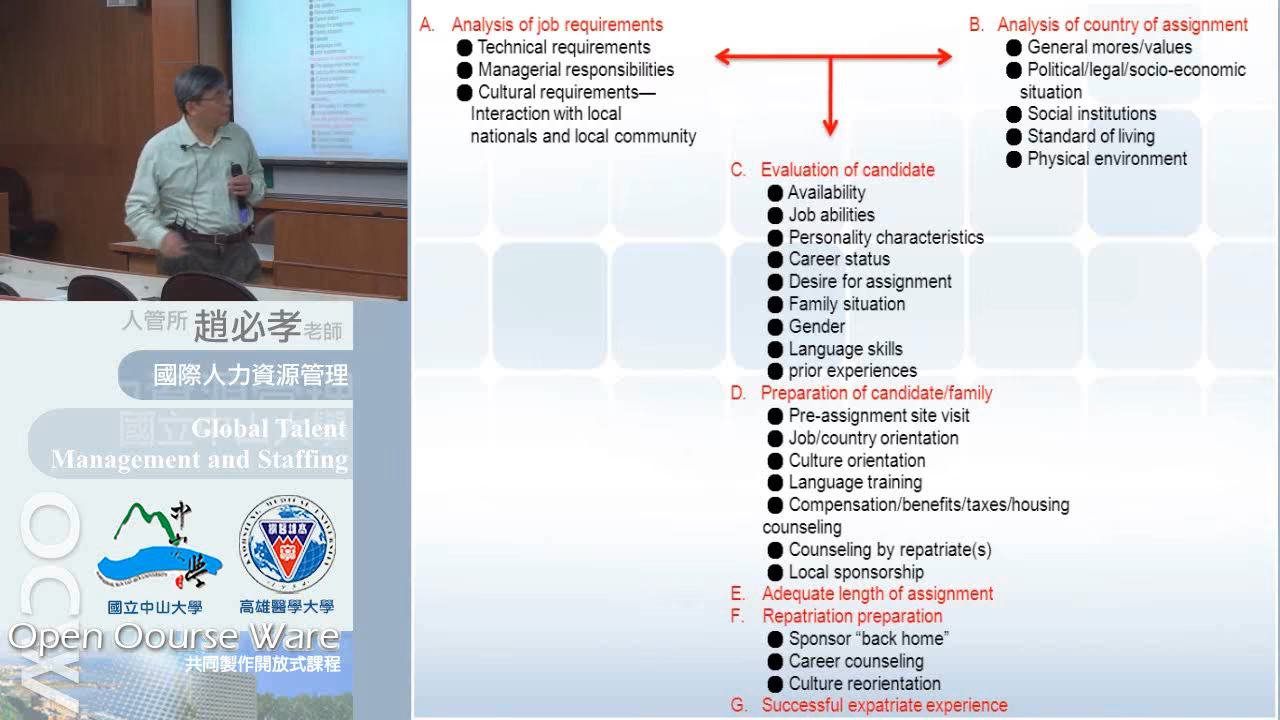 A. Analysis of job requirements
● Technical requirements
● Managerial responsibilities
● Cultural requirements—
Interaction with local
nationals and local community
B. Analysis of country of assignment
● General mores/values
● Political/legal/socio-economic
situation
● Social institutions
● Standard of living
● Physical environment
C. Evaluation of candidate
● Availability
● Job abilities
● Personality characteristics
● Career status
● Desire for assignment
● Family situation
● Gender
● Language skills
● prior experiences
D. Preparation of candidate/family
● Pre-assignment site visit
● Job/country orientation
● Culture orientation
● Language training
● Compensation/benefits/taxes/housing
counseling
● Counseling by repatriate(s)
● Local sponsorship
E. Adequate length of assignment
F. Repatriation preparation
● Sponsor “back home”
● Career counseling
● Culture reorientation
G. Successful expatriate experience
人管所 趙必孝老師
國際人力資源管理
Global Talent
Management and Staffing
中山大學
國立中山大學
高雄醫學大學
Open Oourse Ware
共同製作開放式課程
OCW